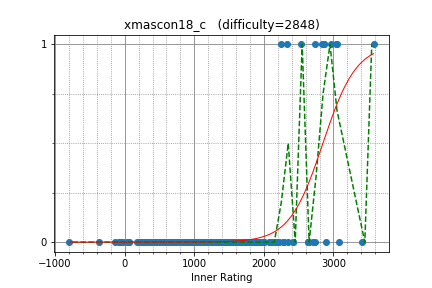 xmascon18_c (difficulty=2848)
1
0
−1000 0 1000 2000 3000
Inner Rating